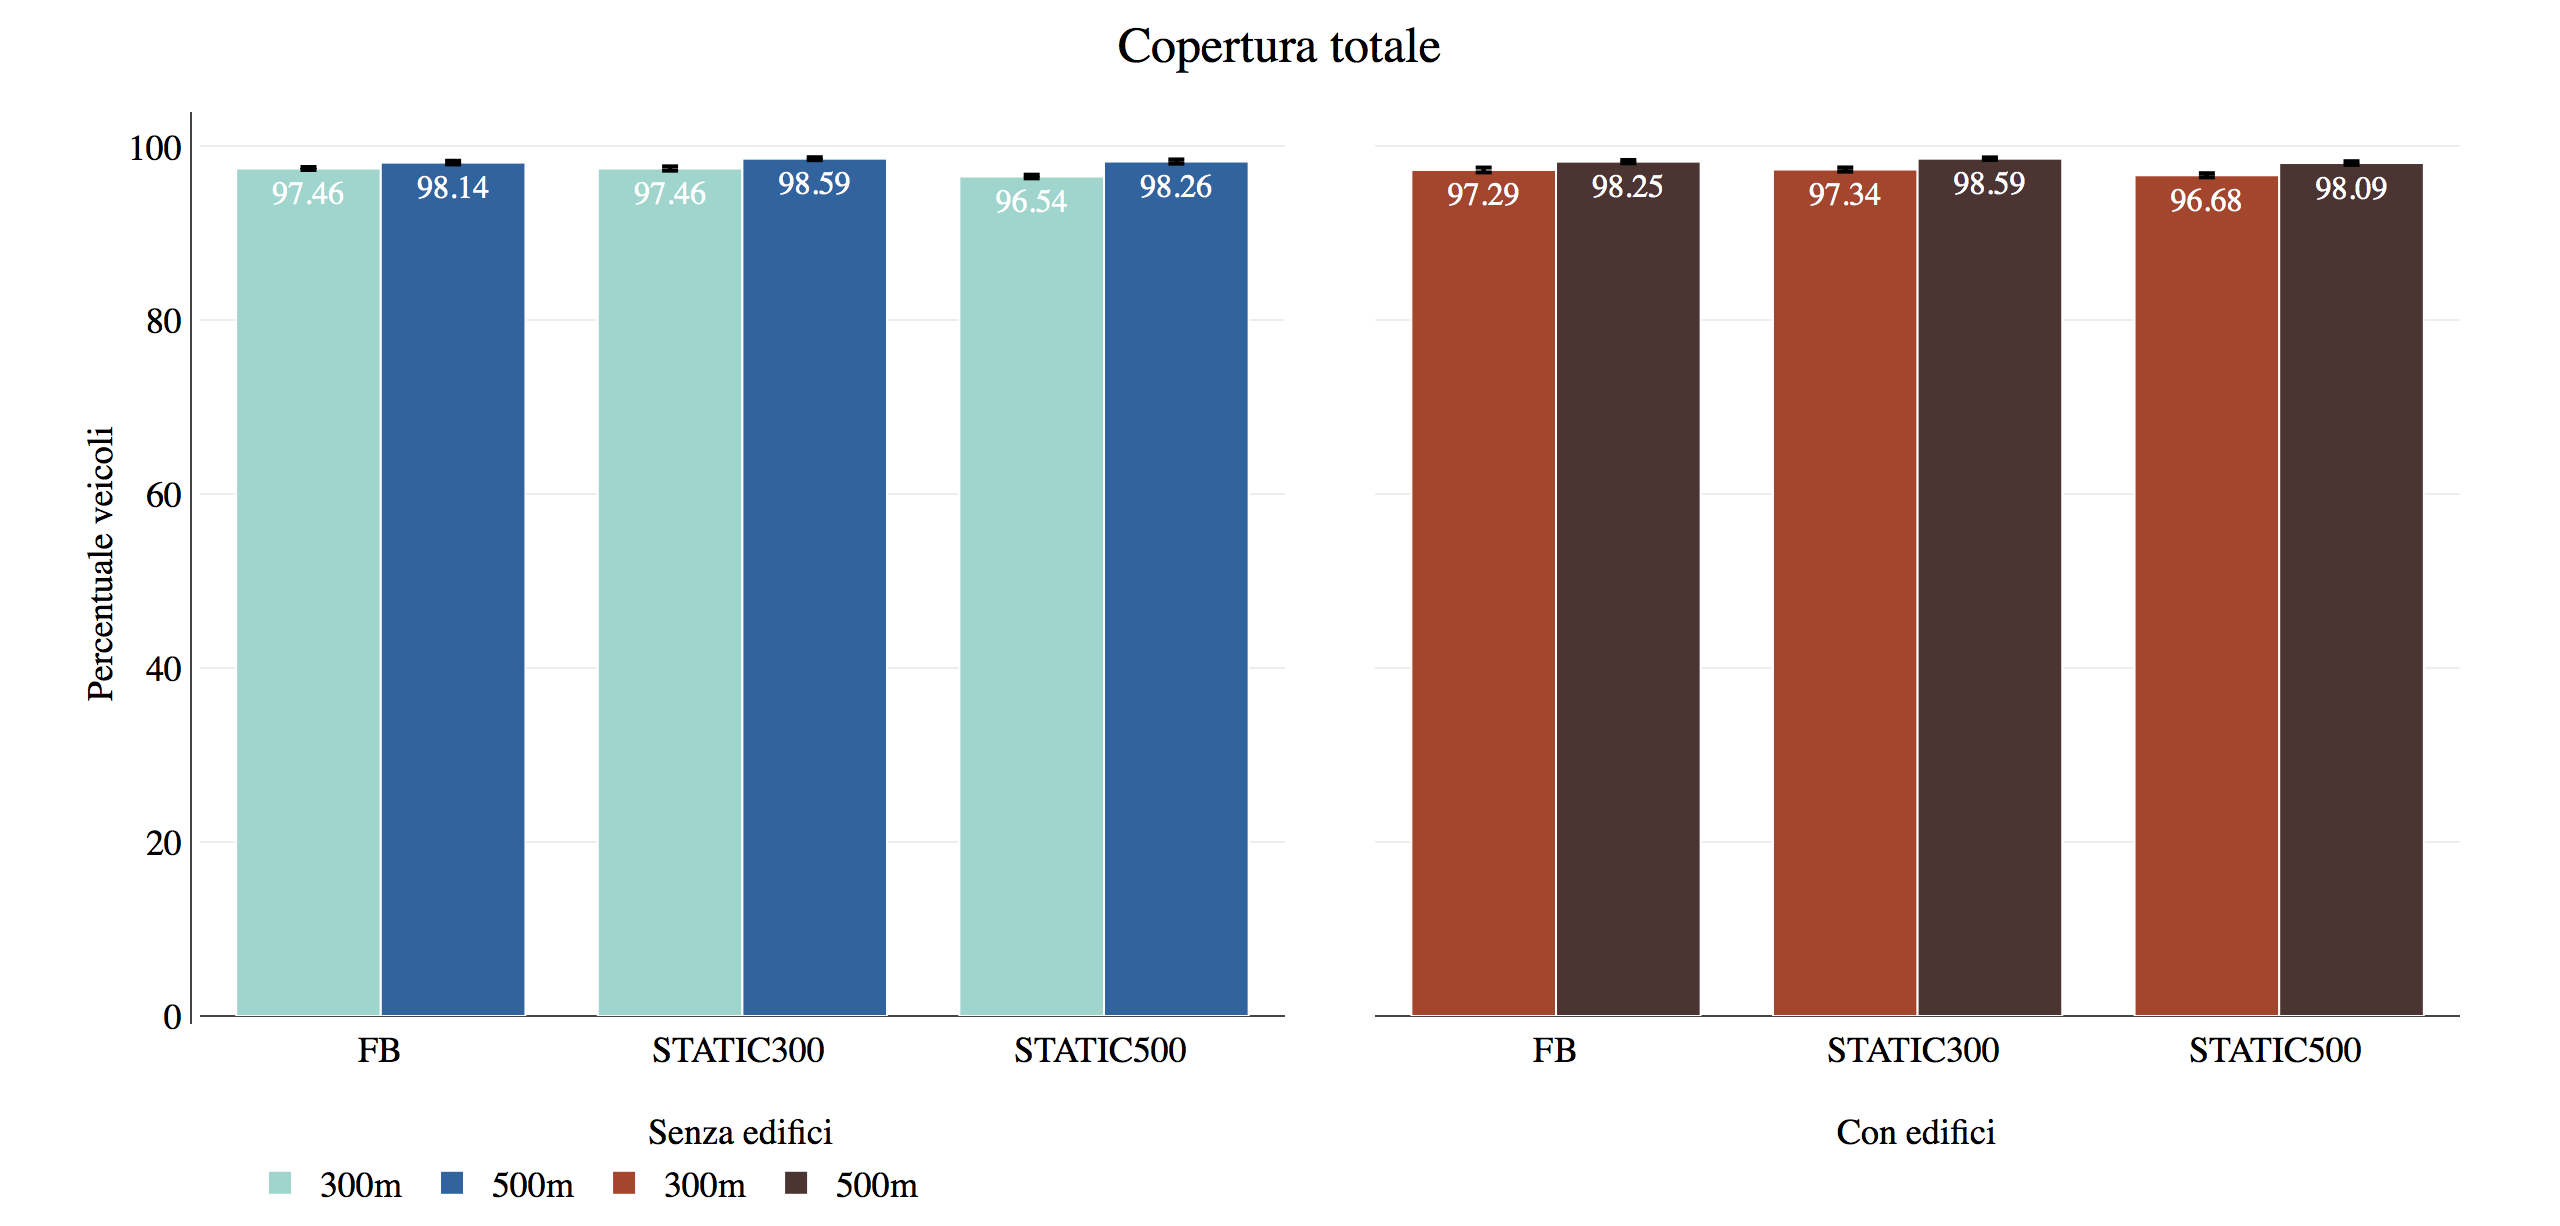 Copertura totale
Percentuale veicoli
100
80
60
40
20
0
97.46 98.14 97.46 98.59 96.54 98.26
97.29 98.25 97.34 98.59 96.68 98.09
FB STATIC300 STATIC500
FB STATIC300 STATIC500
Senza edifici
Con edifici
300m 500m 300m 500m